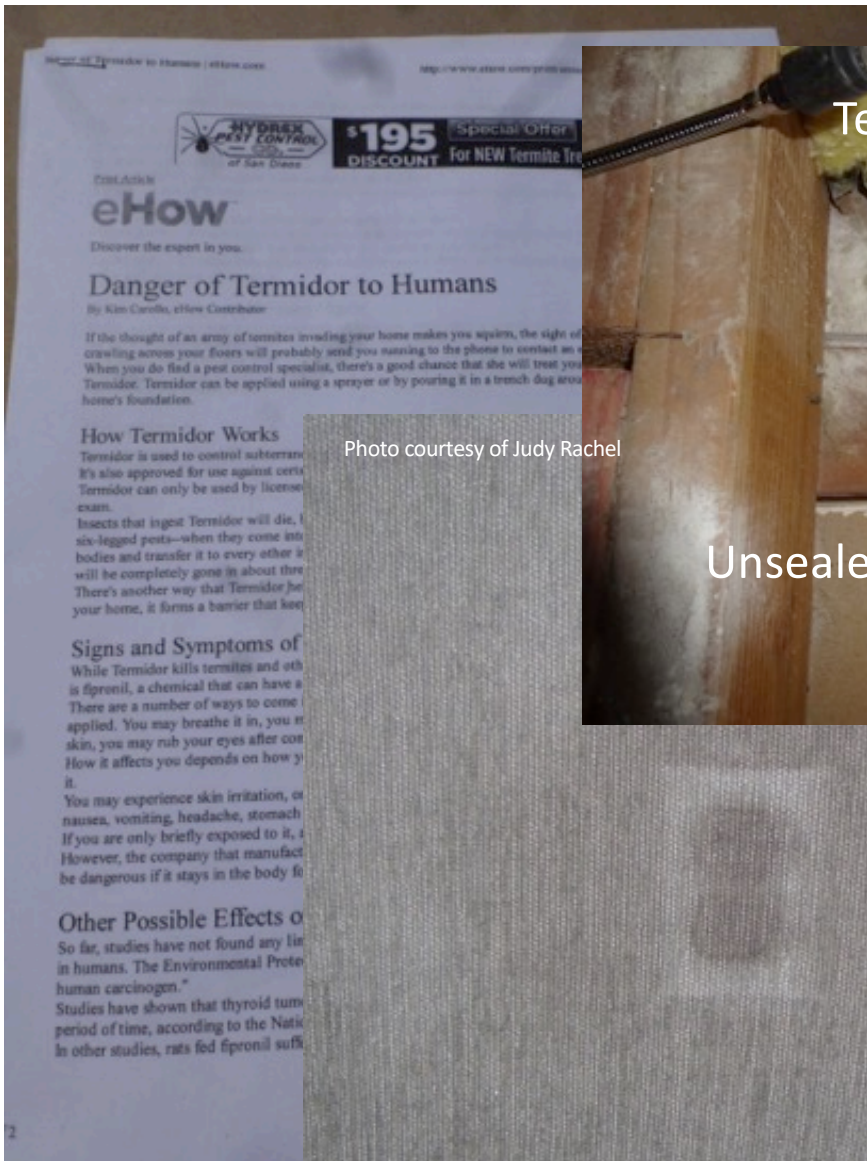 Termidor to Humans | eHow.com
HYDREX
PEST CONTROL
CO.
of San Diego
$195
DISCOUNT
Special Offer
For NEW Termite Tre
Print Article
eHow
Discover the expert in you.
Danger of Termidor to Humans
By Kim Carollo, eHow Contributor
If the thought of an army of termites invading your home makes you squirm, the sight of
crawling across your floors will probably send you running to the phone to contact an
When you do find a pest control specialist, there's a good chance that she will treat you
Termidor. Termidor can be applied using a sprayer or by pouring it in a trench dug arou
home's foundation.
How Termidor Works
Termidor is used to control subterran
It's also approved for use against certa
Termidor can only be used by license
exam.
Insects that ingest Termidor will die, b
six-legged pests--when they come into
bodies and transfer it to every other i
will be completely gone in about thre
There's another way that Termidor hel
your home, it forms a barrier that kee
Signs and Symptoms of
While Termidor kills termites and oth
is fipronil, a chemical that can have a
There are a number of ways to come i
applied. You may breathe it in, you m
skin, you may rub your eyes after con
How it affects you depends on how y
it.
You may experience skin irritation, or
nausea, vomiting, headache, stomach
If you are only briefly exposed to it, a
However, the company that manufact
be dangerous if it stays in the body fo
Other Possible Effects o
So far, studies have not found any lin
in humans. The Environmental Prote
human carcinogen."
Studies have shown that thyroid tumo
period of time, according to the Natio
In other studies, rats fed fipronil suff
Photo courtesy of Judy Rachel
Te
Unseale